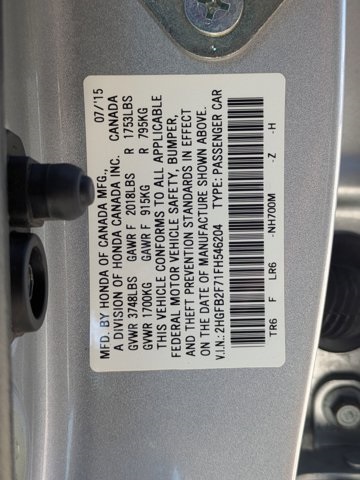 MFD. BY HONDA OF CANADA MFG., 07/'15
A DIVISION OF HONDA CANADA INC. CANADA
GVWR 3748LBS GAWR F 2018LBS R 1753LBS
GVWR 1700KG GAWR F 915KG R 795KG
THIS VEHICLE CONFORMS TO ALL APPLICABLE
FEDERAL MOTOR VEHICLE SAFETY, BUMPER,
AND THEFT PREVENTION STANDARDS IN EFFECT
ON THE DATE OF MANUFACTURE SHOWN ABOVE.
V.I.N.: 2HGFB2F71FH546204 TYPE: PASSENGER CAR
TR6 F LR6 -NH700M -Z -H